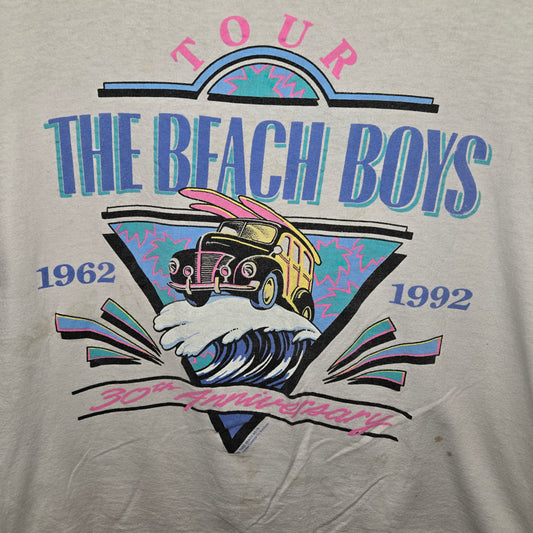 TOUR
THE BEACH BOYS
1962
1992
30th Anniversary